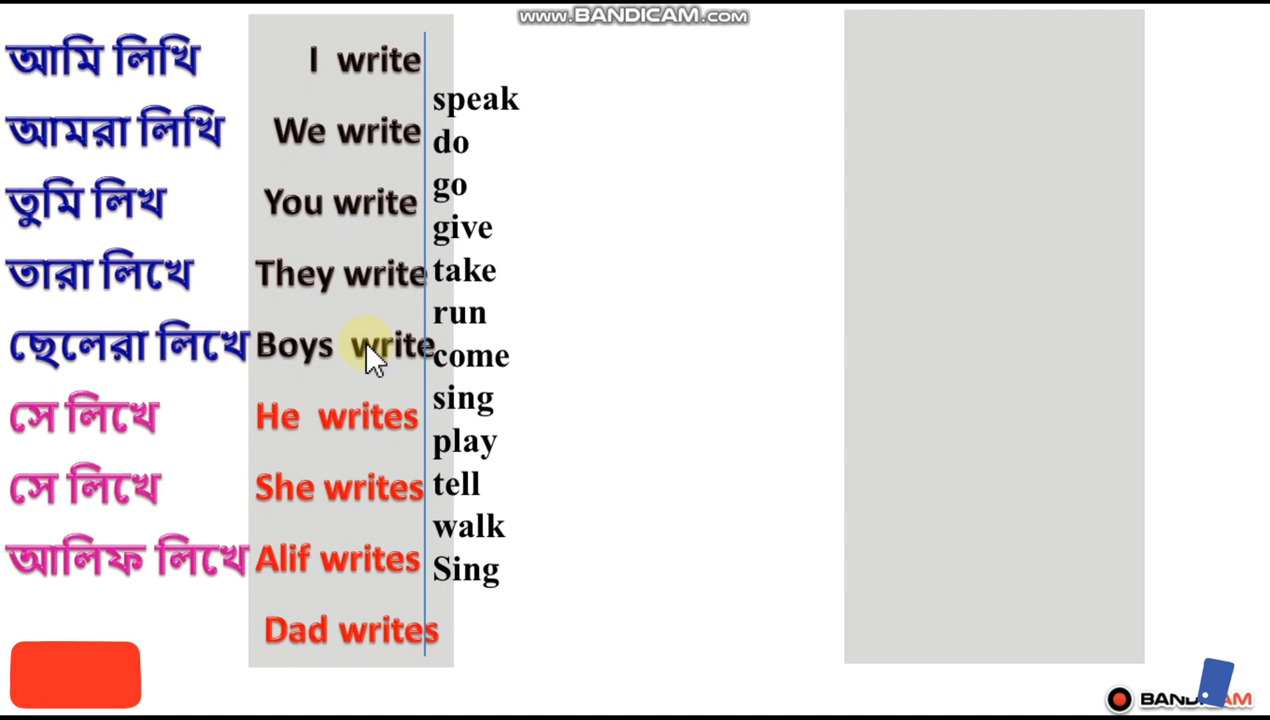 www.BANDICAM.com
আমি লিখি
আমরা লিখি
তুমি লিখ
তারা লিখে
ছেলেরা লিখে
সে লিখে
সে লিখে
আলিফ লিখে
I write
We write
You write
They write
Boys write
He writes
She writes
Alif writes
Dad writes
speak
do
go
give
take
run
come
sing
play
tell
walk
Sing
BANDICAM